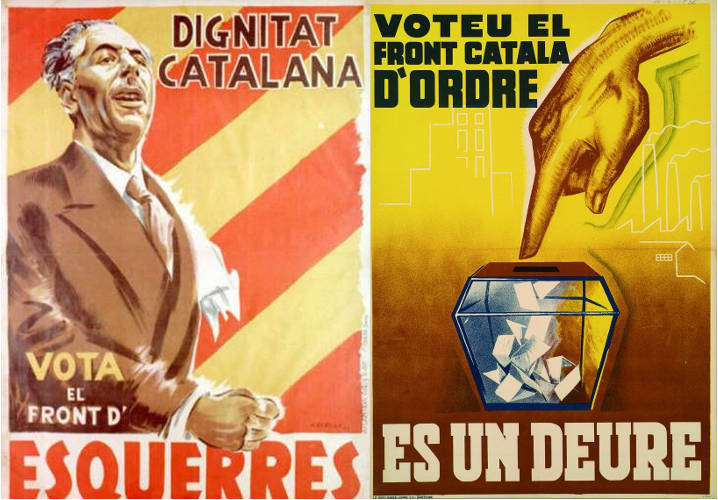 DIGNITAT
CATALANA
VOTA
EL
FRONT D'
ESQUERRES
VOTEU EL
FRONT CATALA
D'ORDRE
ES UN DEURE